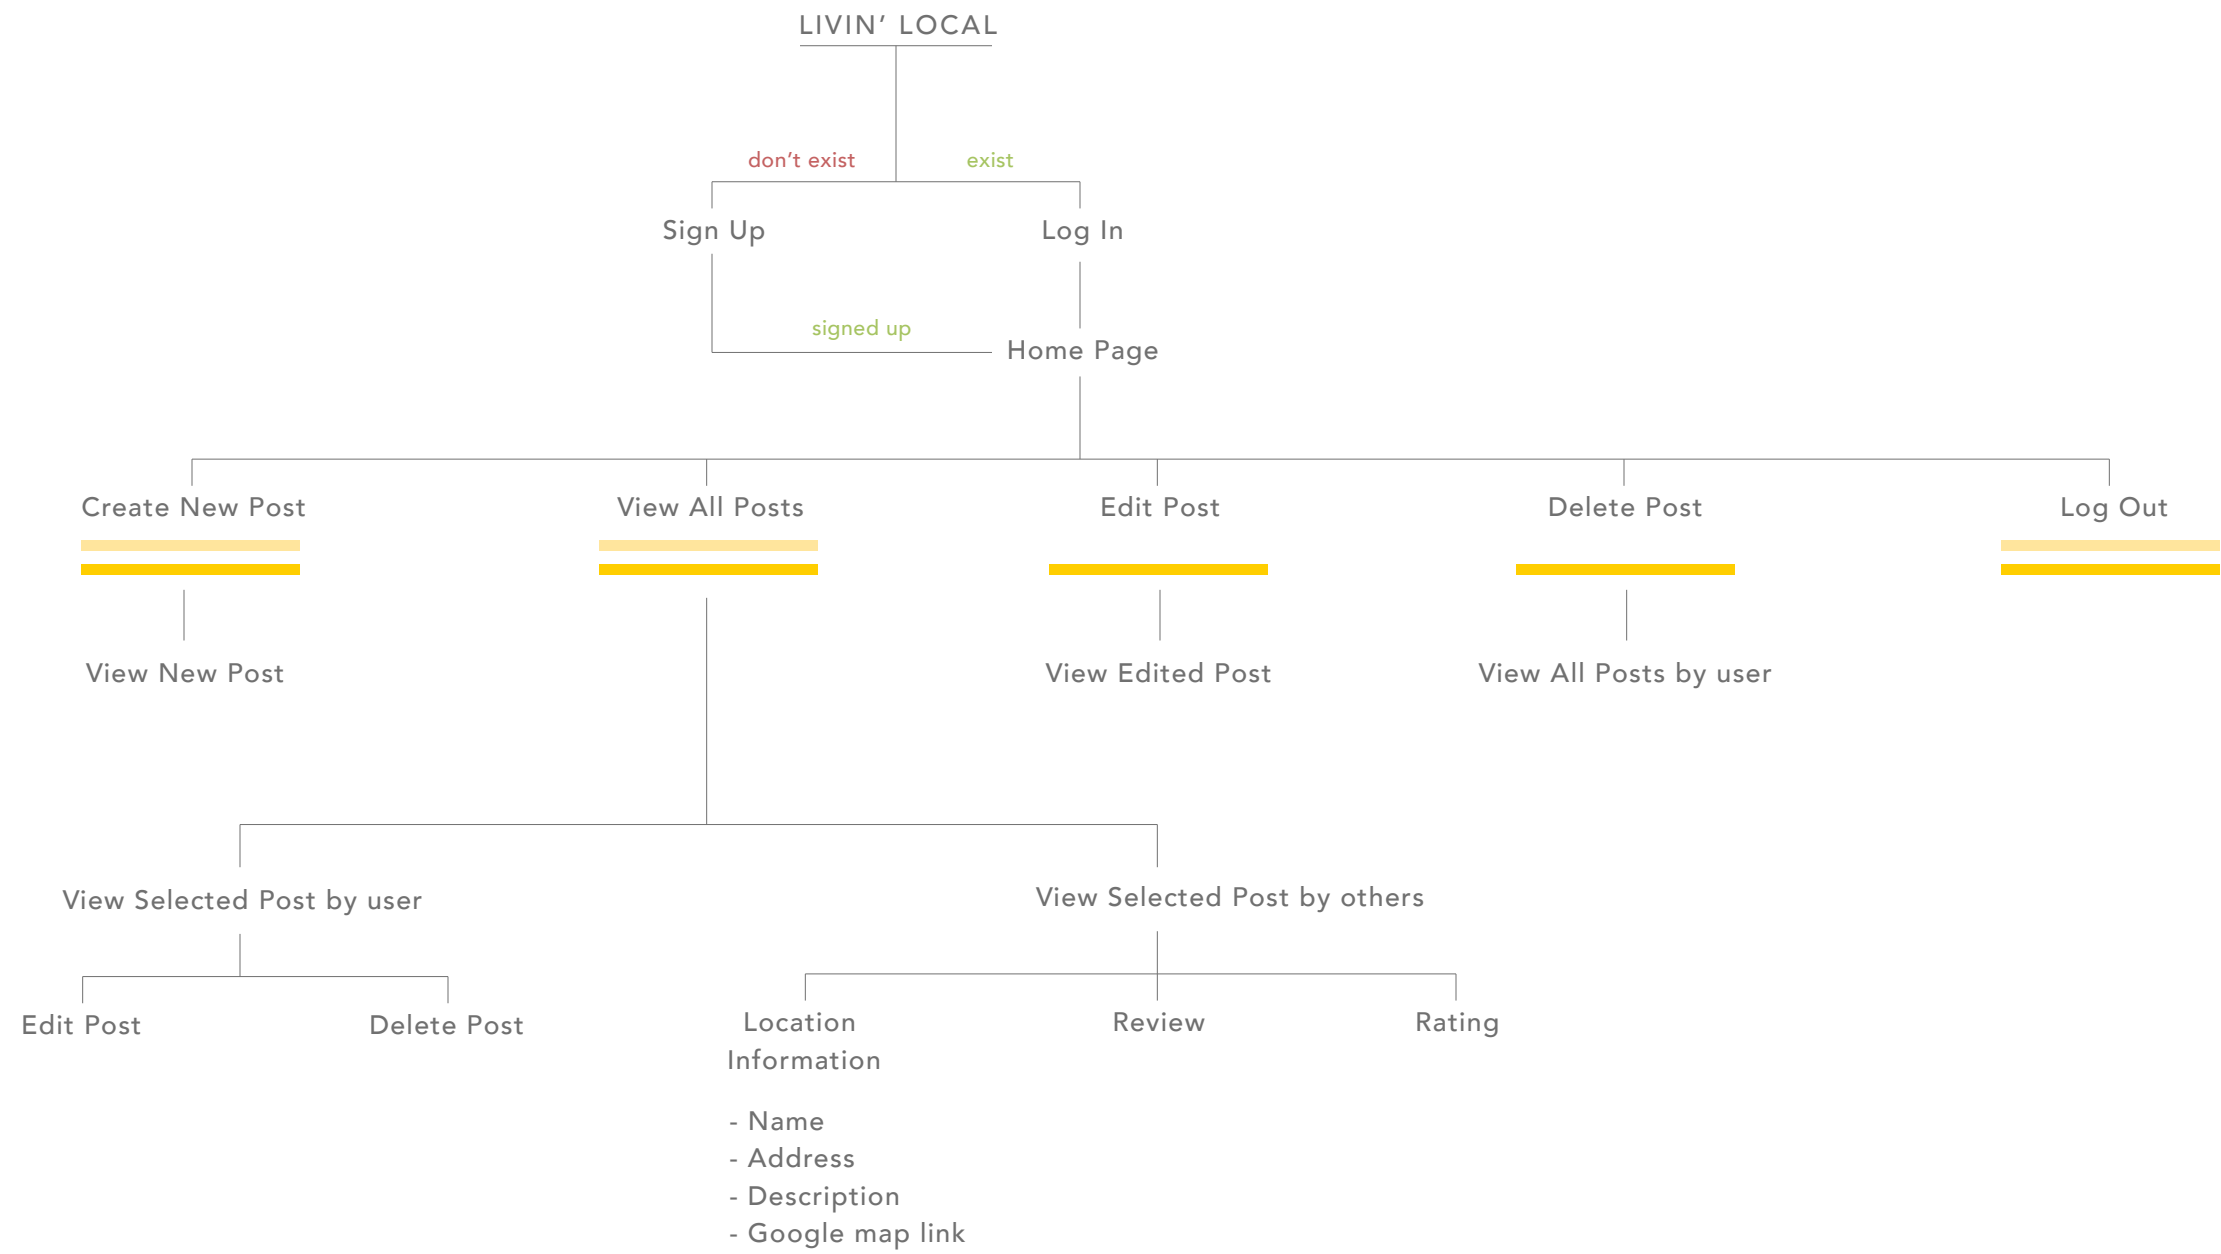 LIVIN’ LOCAL
don’t exist
exist
Sign Up
Log In
signed up
Home Page
Create New Post
View All Posts
Edit Post
Delete Post
Log Out
View New Post
View Edited Post
View All Posts by user
View Selected Post by user
View Selected Post by others
Edit Post
Delete Post
Location
Information
Review
Rating
- Name
- Address
- Description
- Google map link